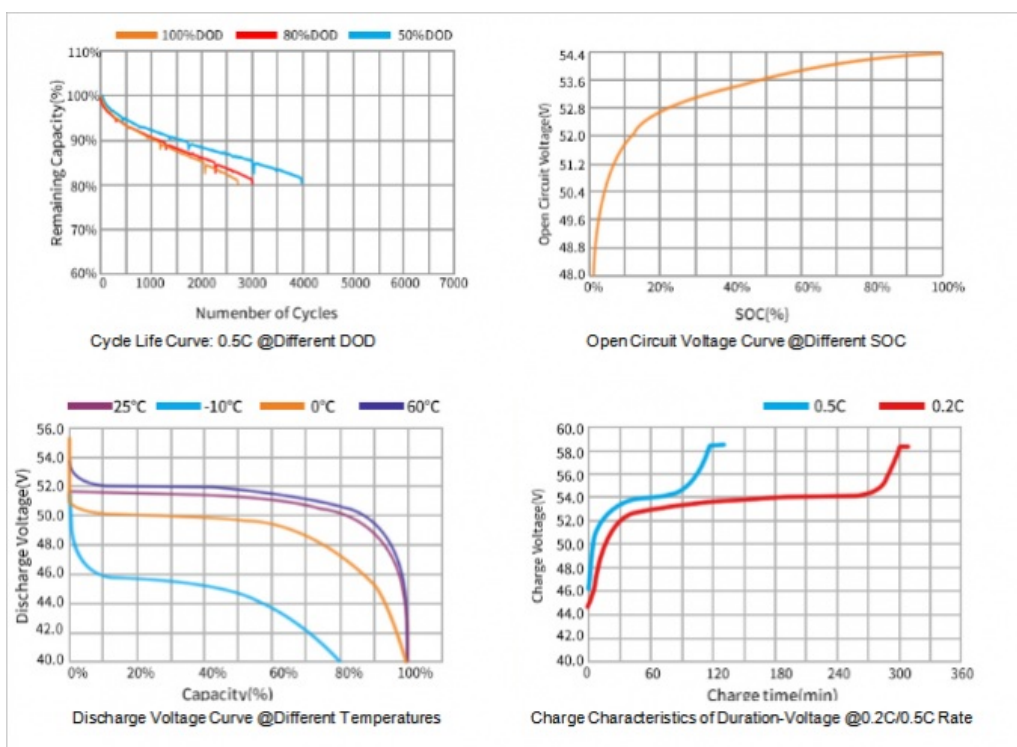 100%DOD 80%DOD 50%DOD
110%
100%
90%
80%
70%
60%
Remaining Capacity(%)
0 1000 2000 3000 4000 5000 6000 7000
Numenber of Cycles
Cycle Life Curve: 0.5C @Different DOD
54.4
53.6
52.8
52.0
51.2
50.4
49.6
48.8
48.0
Open Circuit Voltage(V)
0% 20% 40% 60% 80% 100%
SOC(%)
Open Circuit Voltage Curve @Different SOC
25°C -10°C 0°C 60°C
56.0
54.0
52.0
50.0
48.0
46.0
44.0
42.0
40.0
Discharge Voltage(V)
0% 20% 40% 60% 80% 100%
Capacity(%)
Discharge Voltage Curve @Different Temperatures
0.5C 0.2C
60.0
58.0
56.0
54.0
52.0
50.0
48.0
46.0
44.0
42.0
40.0
Charge Voltage(V)
0 60 120 180 240 300 360
Charge time(min)
Charge Characteristics of Duration-Voltage @0.2C/0.5C Rate